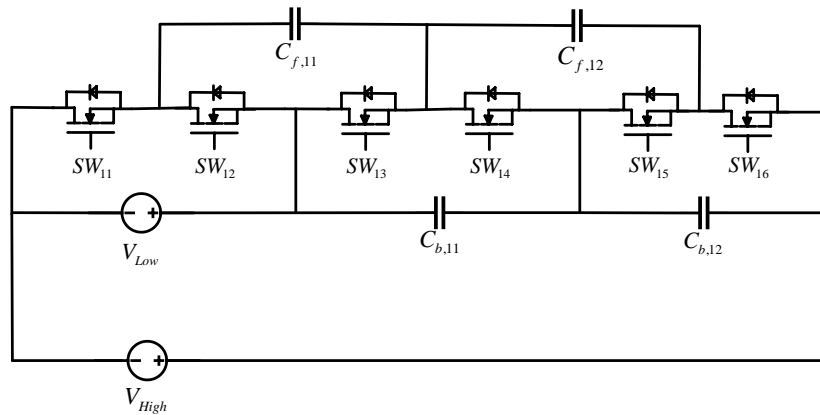 C_{f,11}
C_{f,12}
SW_{11}
SW_{12}
SW_{13}
SW_{14}
SW_{15}
SW_{16}
- +
V_{Low}
C_{b,11}
C_{b,12}
- +
V_{High}